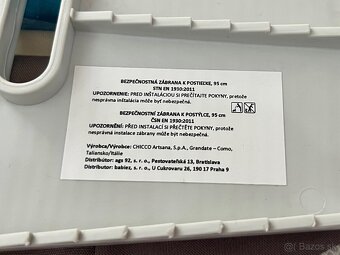 BEZPEČNOSTNÁ ZÁBRANA K POSTIEĽKE, 95 cm
STN EN 1930:2011
UPOZORNENIE: PRED INŠTALÁCIOU SI PREČÍTAJTE POKYNY, pretože
nesprávna inštalácia môže byť nebezpečná.
BEZPEČNOSTNÍ ZÁBRANA K POSTÝLCE, 95 cm
ČSN EN 1930:2011
UPOZORNĚNÍ: PŘED INSTALACÍ SI PŘEČTĚTE POKYNY, protože
nesprávná instalace zábrany může být nebezpečná.
Výrobca/Výrobce: CHICCO Artsana, S.p.A., Grandate – Como,
Taliansko/Itálie
Distribútor: ags 92, s. r. o., Pestovateľská 13, Bratislava
Distributor: babiez, s. r. o., U Cukrovaru 26, 190 17 Praha 9
Bazos.sk